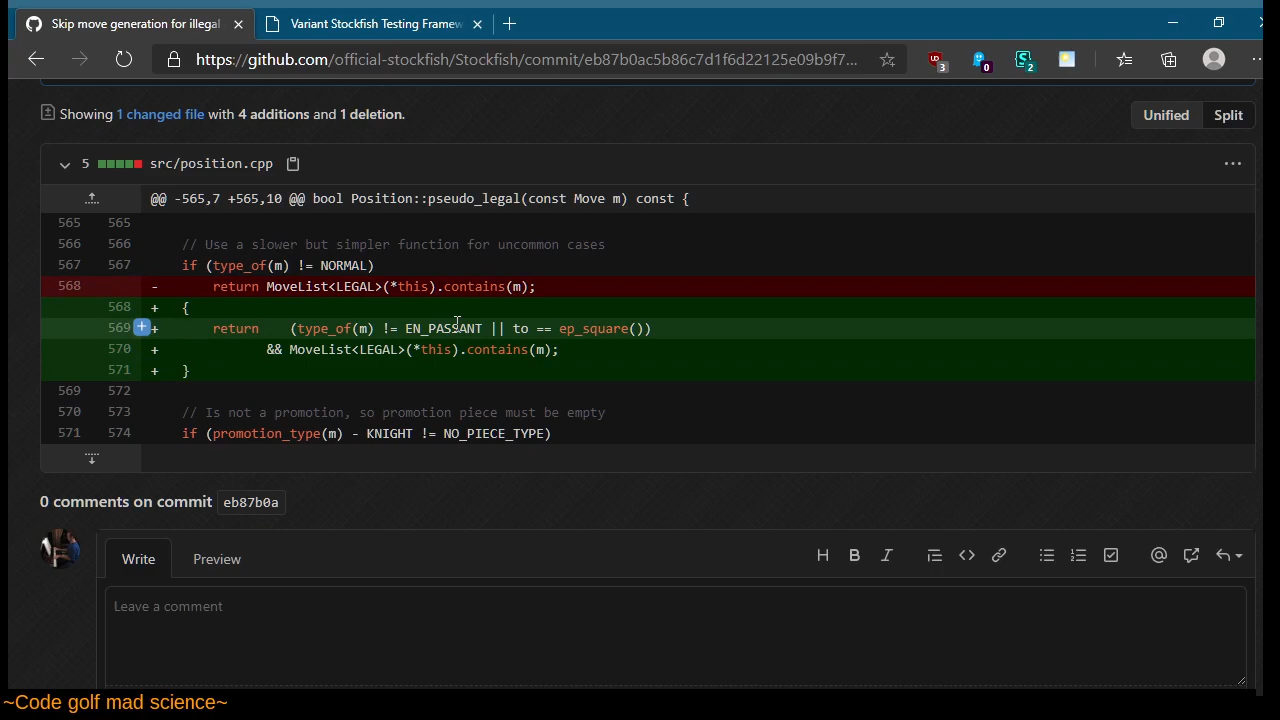 Skip move generation for illegal
Variant Stockfish Testing Framew
https://github.com/official-stockfish/Stockfish/commit/eb87b0ac5b86c7d1f6d22125e09b9f7...
3
0
2
Showing 1 changed file with 4 additions and 1 deletion.
Unified Split
5 src/position.cpp
@@ -565,7 +565,10 @@ bool Position::pseudo_legal(const Move m) const {
565 565
566 566 // Use a slower but simpler function for uncommon cases
567 567 if (type_of(m) != NORMAL)
568 - return MoveList<LEGAL>(*this).contains(m);
568 + {
569 + return (type_of(m) != EN_PASSANT || to == ep_square())
570 + && MoveList<LEGAL>(*this).contains(m);
571 + }
569 572
570 573 // Is not a promotion, so promotion piece must be empty
571 574 if (promotion_type(m) - KNIGHT != NO_PIECE_TYPE)
0 comments on commit eb87b0a
Write Preview
Leave a comment
~Code golf mad science~